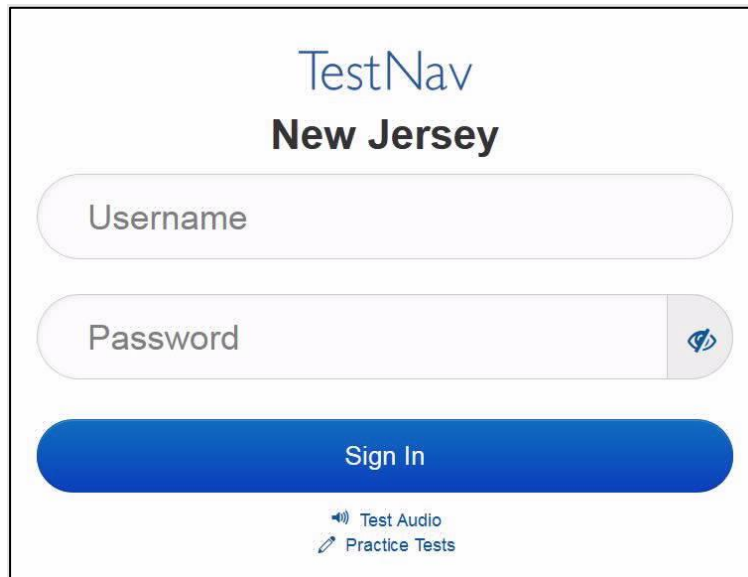 TestNav
New Jersey
Username
Password
Sign In
Test Audio
Practice Tests